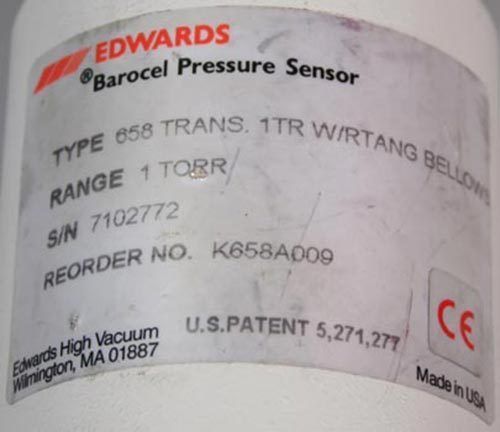 EDWARDS
®Barocel Pressure Sensor
TYPE 658 TRANS. 1TR W/RTANG BELLOWS
RANGE 1 TORR
S/N 7102772
REORDER NO. K658A009
Edwards High Vacuum
Wilmington, MA 01887
U.S.PATENT 5,271,277
CE
Made in USA